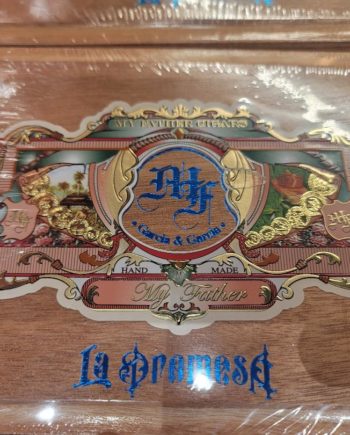 MY FATHER CIGARS
MF
Garcia & Garcia
HAND MADE
My Father
La Promesa